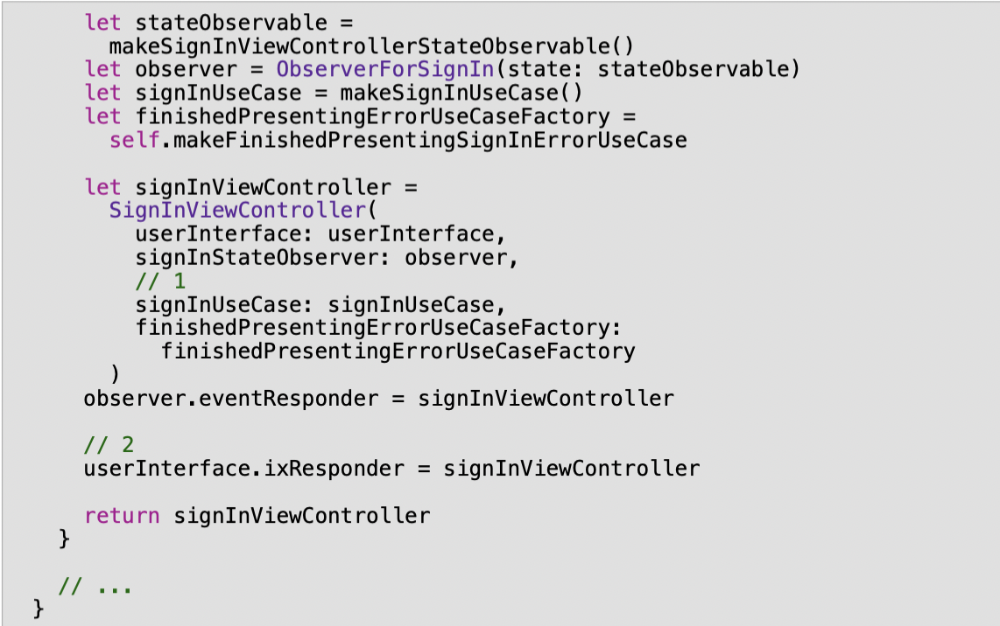 let stateObservable =
makeSignInViewControllerStateObservable()
let observer = ObserverForSignIn(state: stateObservable)
let signInUseCase = makeSignInUseCase()
let finishedPresentingErrorUseCaseFactory =
self.makeFinishedPresentingSignInErrorUseCase
let signInViewController =
SignInViewController(
userInterface: userInterface,
signInStateObserver: observer,
// 1
signInUseCase: signInUseCase,
finishedPresentingErrorUseCaseFactory:
finishedPresentingErrorUseCaseFactory
)
observer.eventResponder = signInViewController
// 2
userInterface.ixResponder = signInViewController
return signInViewController
}
// ...
}